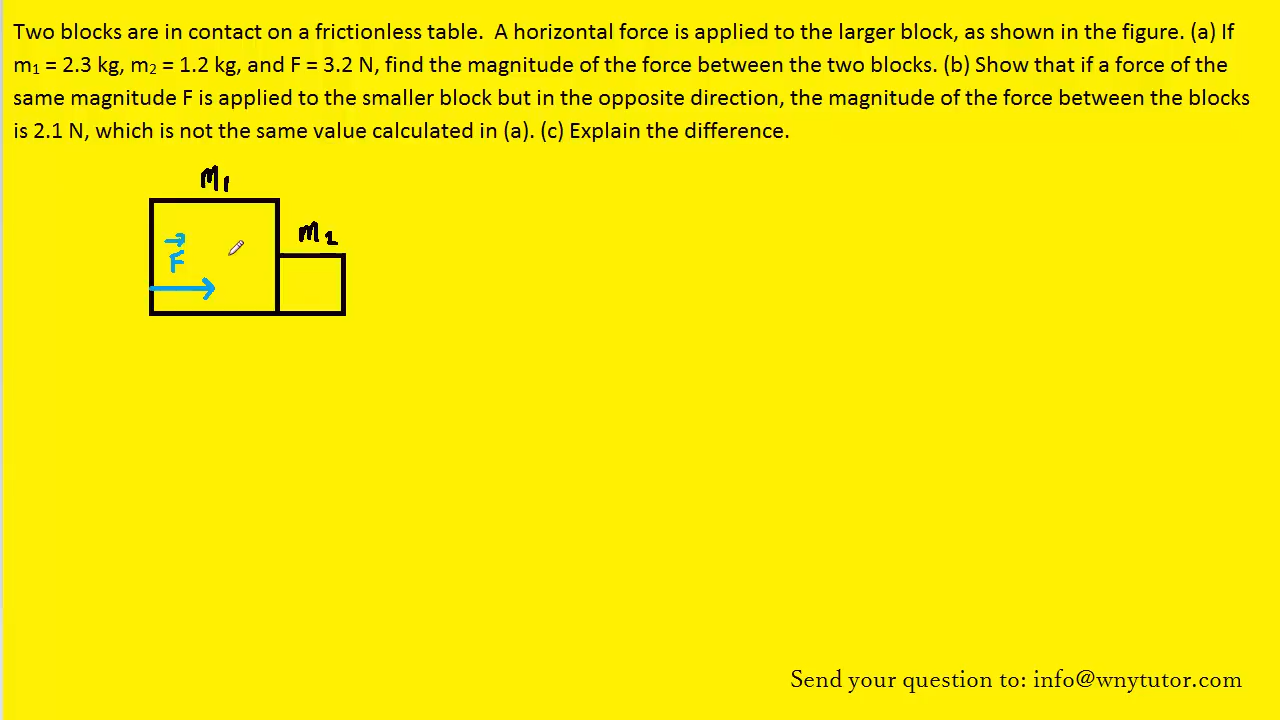 Two blocks are in contact on a frictionless table.  A horizontal force is applied to the larger block, as shown in the figure. (a) If
m₁ = 2.3 kg, m₂ = 1.2 kg, and F = 3.2 N, find the magnitude of the force between the two blocks. (b) Show that if a force of the
same magnitude F is applied to the smaller block but in the opposite direction, the magnitude of the force between the blocks
is 2.1 N, which is not the same value calculated in (a). (c) Explain the difference.
m₁
m₂
F⃗
Send your question to: info@wnytutor.com